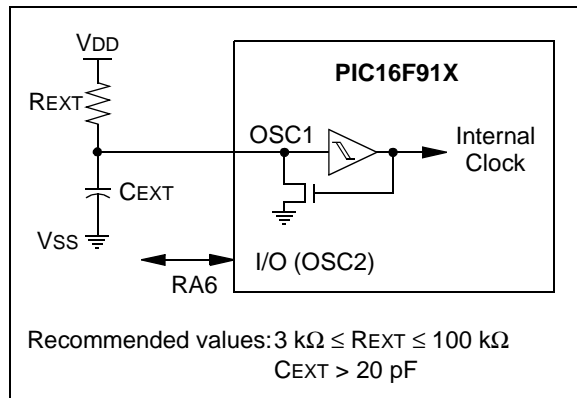 VDD
REXT
CEXT
VSS
PIC16F91X
OSC1
Internal
Clock
I/O (OSC2)
RA6
Recommended values: 3 kΩ ≤ REXT ≤ 100 kΩ
CEXT > 20 pF